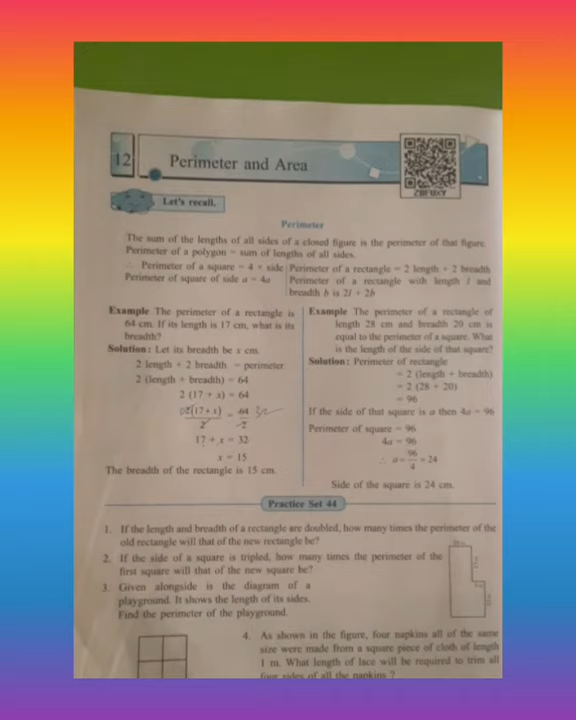 12
Perimeter and Area
Z8FUXY
Let's recall.
Perimeter
The sum of the lengths of all sides of a closed figure is the perimeter of that figure.
Perimeter of a polygon = sum of lengths of all sides.
∴ Perimeter of a square = 4 × side
Perimeter of square of side a = 4a
Perimeter of a rectangle = 2 length + 2 breadth
Perimeter of a rectangle with length l and
breadth b is 2l + 2b
Example The perimeter of a rectangle is
64 cm. If its length is 17 cm, what is its
breadth?
Solution : Let its breadth be x cm.
2 length + 2 breadth = perimeter
2 (length + breadth) = 64
2 (17 + x) = 64
2(17+x) = 64
17 + x = 32
x = 15
The breadth of the rectangle is 15 cm.
Example The perimeter of a rectangle of
length 28 cm and breadth 20 cm is
equal to the perimeter of a square. What
is the length of the side of that square?
Solution : Perimeter of rectangle
= 2 (length + breadth)
= 2 (28 + 20)
= 96
If the side of that square is a then 4a = 96
Perimeter of square = 96
4a = 96
∴ a = 96/4 = 24
Side of the square is 24 cm.
Practice Set 44
1. If the length and breadth of a rectangle are doubled, how many times the perimeter of the
old rectangle will that of the new rectangle be?
2. If the side of a square is tripled, how many times the perimeter of the
first square will that of the new square be?
3. Given alongside is the diagram of a
playground. It shows the length of its sides.
Find the perimeter of the playground.
4. As shown in the figure, four napkins all of the same
size were made from a square piece of cloth of length
1 m. What length of lace will be required to trim all
four sides of all the napkins ?